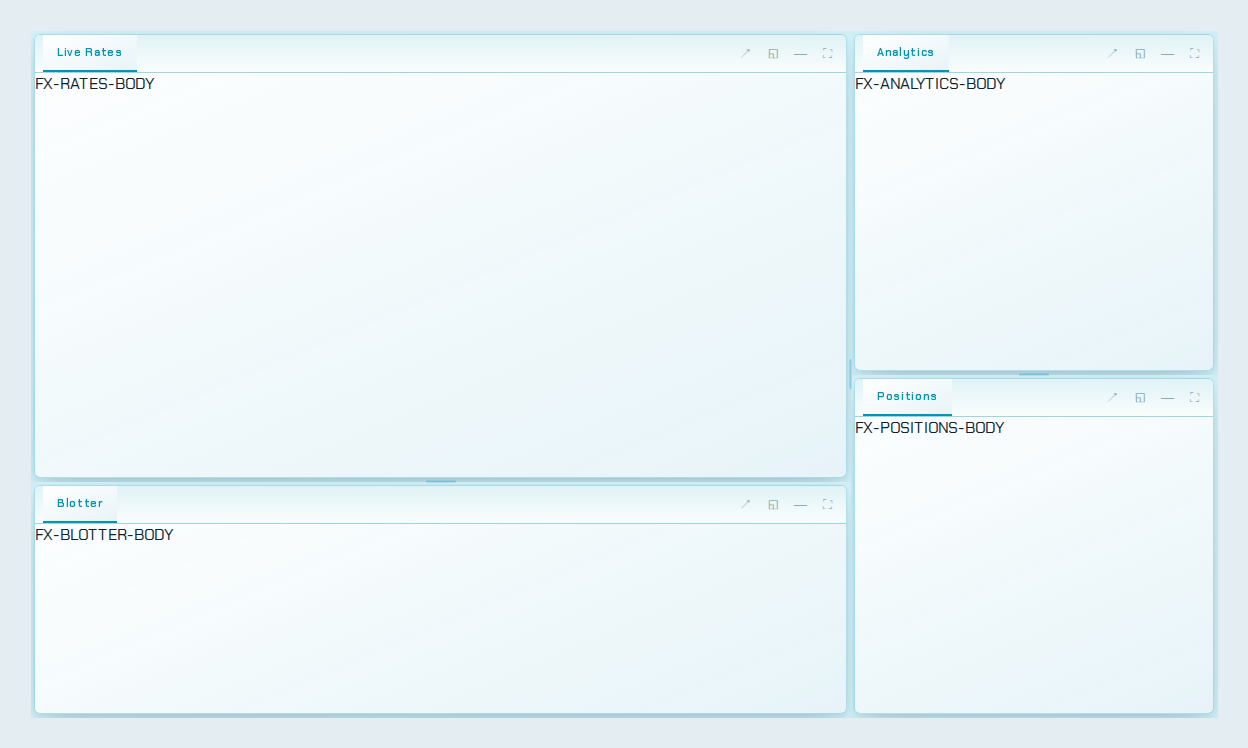 Live Rates
FX-RATES-BODY
Analytics
FX-ANALYTICS-BODY
Blotter
FX-BLOTTER-BODY
Positions
FX-POSITIONS-BODY